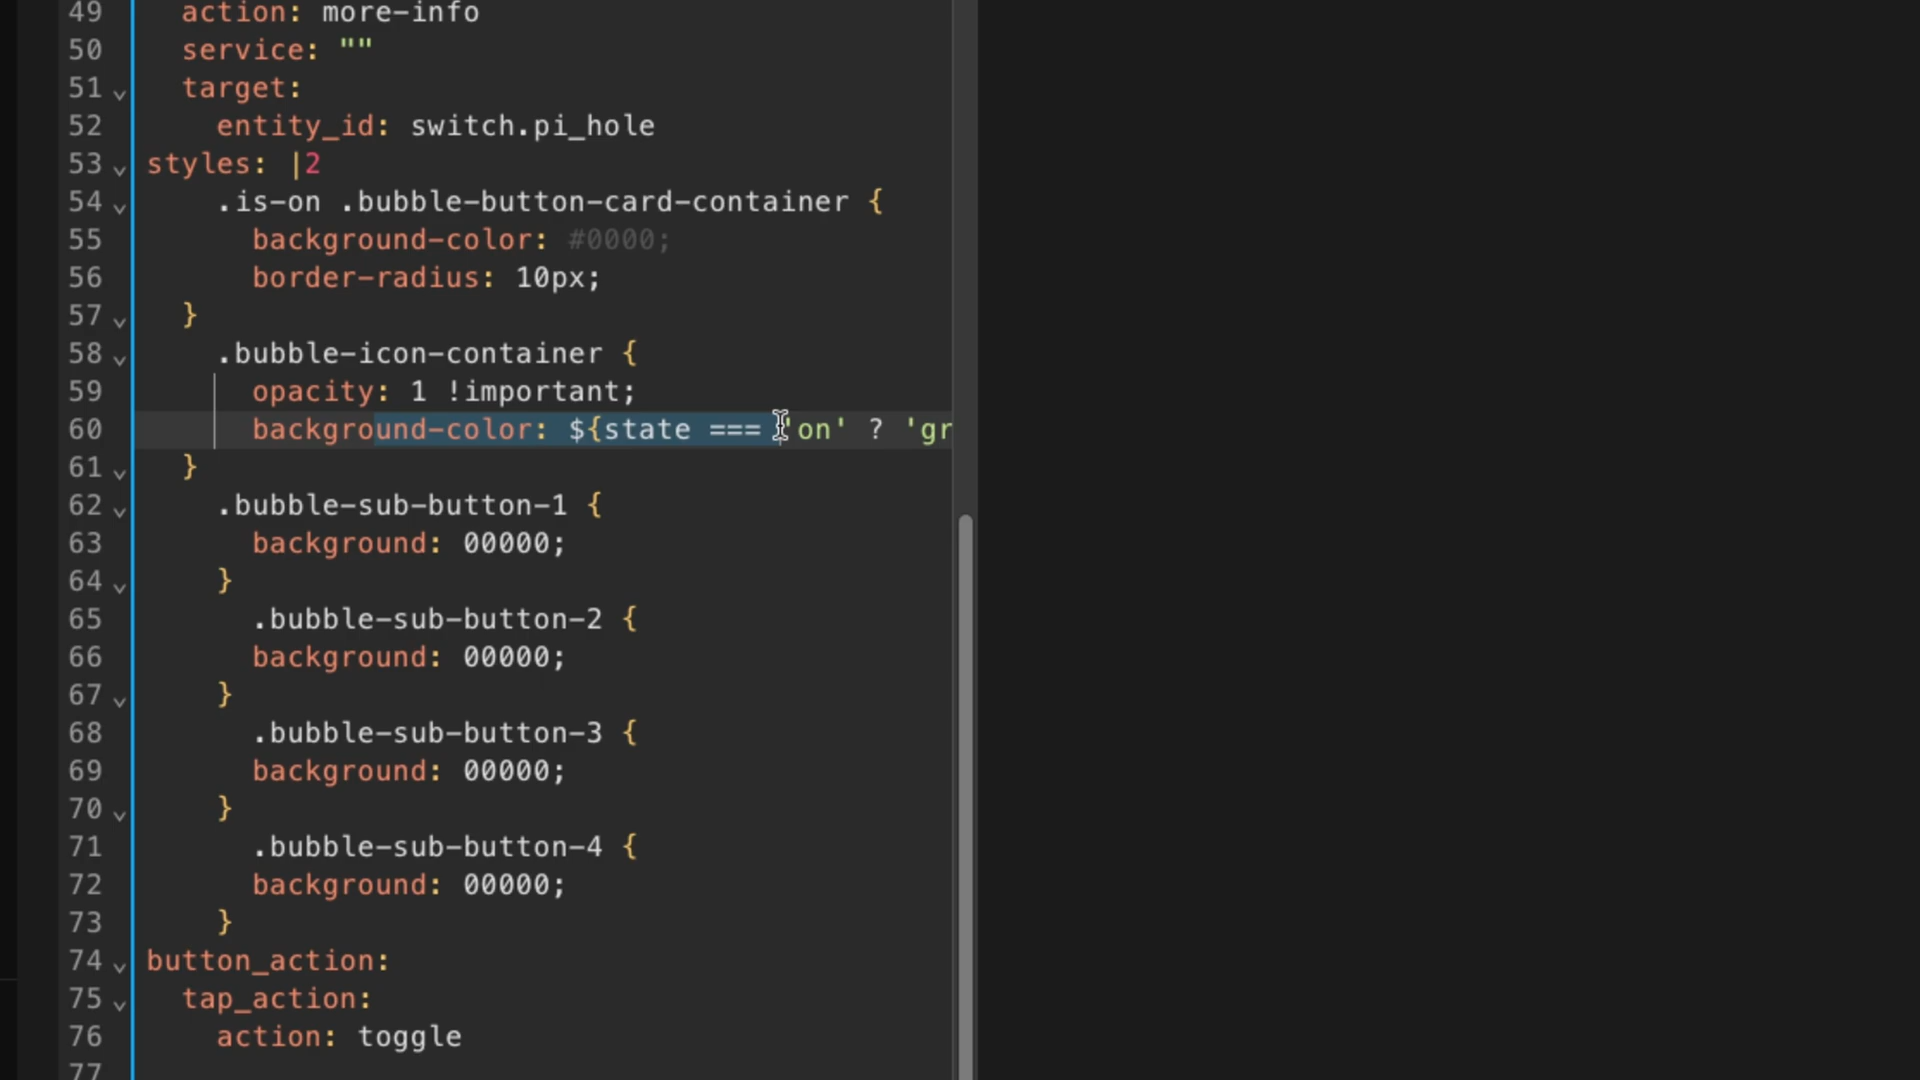 49 action: more-info
50 service: ""
51 target:
52 entity_id: switch.pi_hole
53 styles: |2
54 .is-on .bubble-button-card-container {
55 background-color: #0000;
56 border-radius: 10px;
57 }
58 .bubble-icon-container {
59 opacity: 1 !important;
60 background-color: ${state === 'on' ? 'gr
61 }
62 .bubble-sub-button-1 {
63 background: 00000;
64 }
65 .bubble-sub-button-2 {
66 background: 00000;
67 }
68 .bubble-sub-button-3 {
69 background: 00000;
70 }
71 .bubble-sub-button-4 {
72 background: 00000;
73 }
74 button_action:
75 tap_action:
76 action: toggle
77